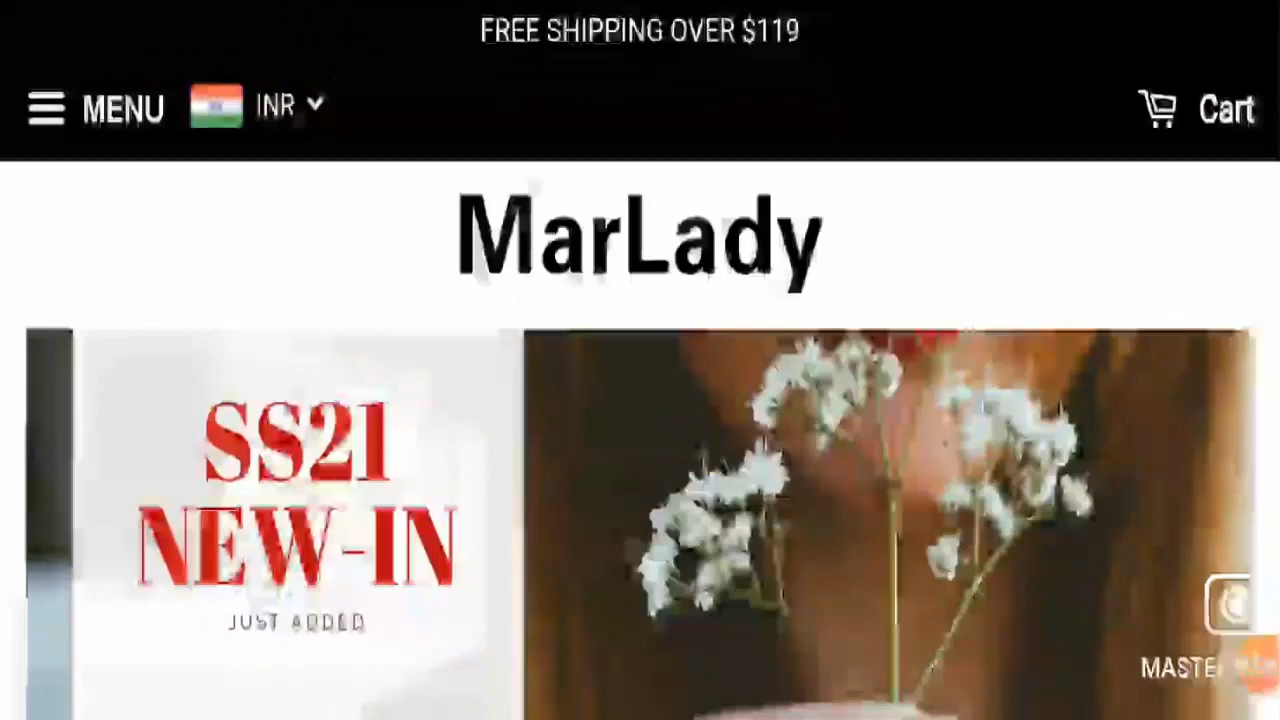 FREE SHIPPING OVER $119
MENU INR Cart
MarLady
SS21
NEW-IN
JUST ADDED